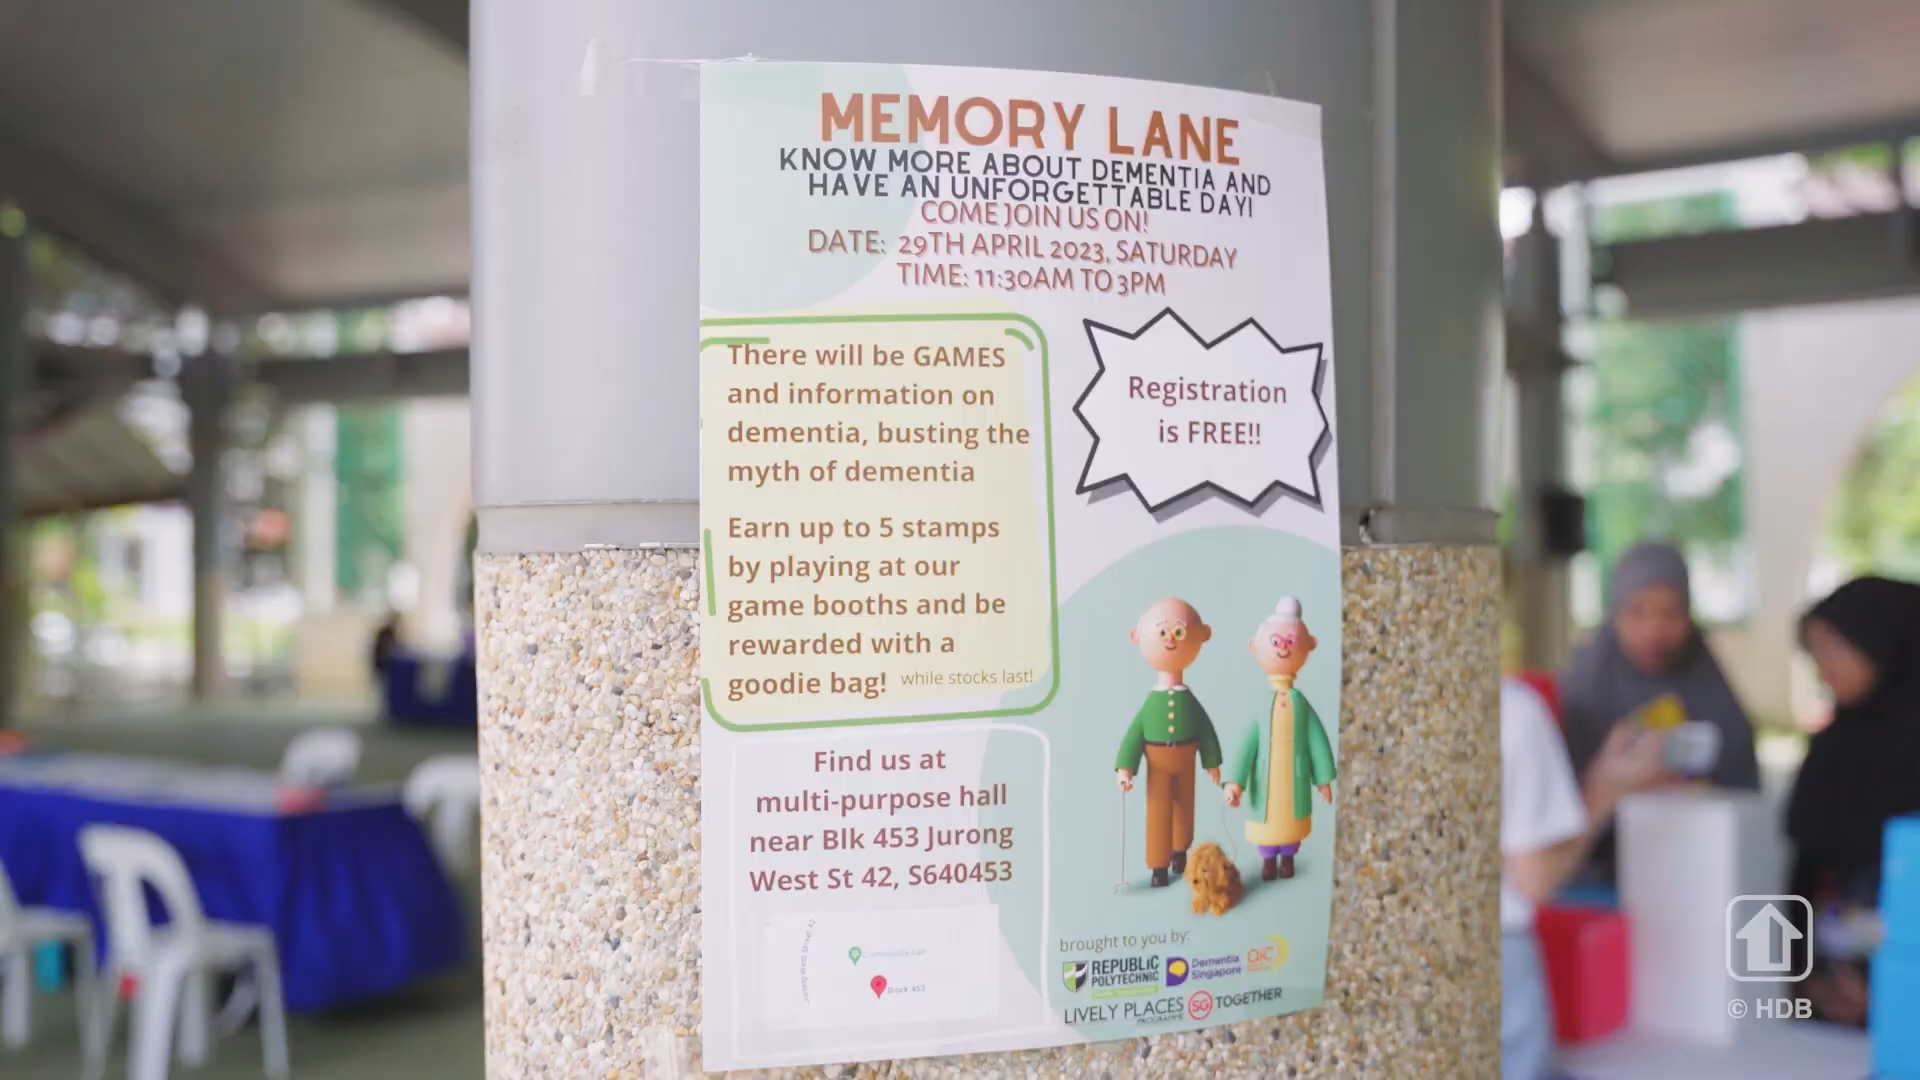 MEMORY LANE
KNOW MORE ABOUT DEMENTIA AND
HAVE AN UNFORGETTABLE DAY!
COME JOIN US ON!
DATE: 29TH APRIL 2023, SATURDAY
TIME: 11:30AM TO 3PM
There will be GAMES
and information on
dementia, busting the
myth of dementia
Earn up to 5 stamps
by playing at our
game booths and be
rewarded with a
goodie bag! while stocks last!
Registration
is FREE!!
Find us at
multi-purpose hall
near Blk 453 Jurong
West St 42, S640453
Block 453
brought to you by:
REPUBLIC
POLYTECHNIC
Dementia
Singapore
LIVELY PLACES
PROGRAMME
SG
TOGETHER
© HDB